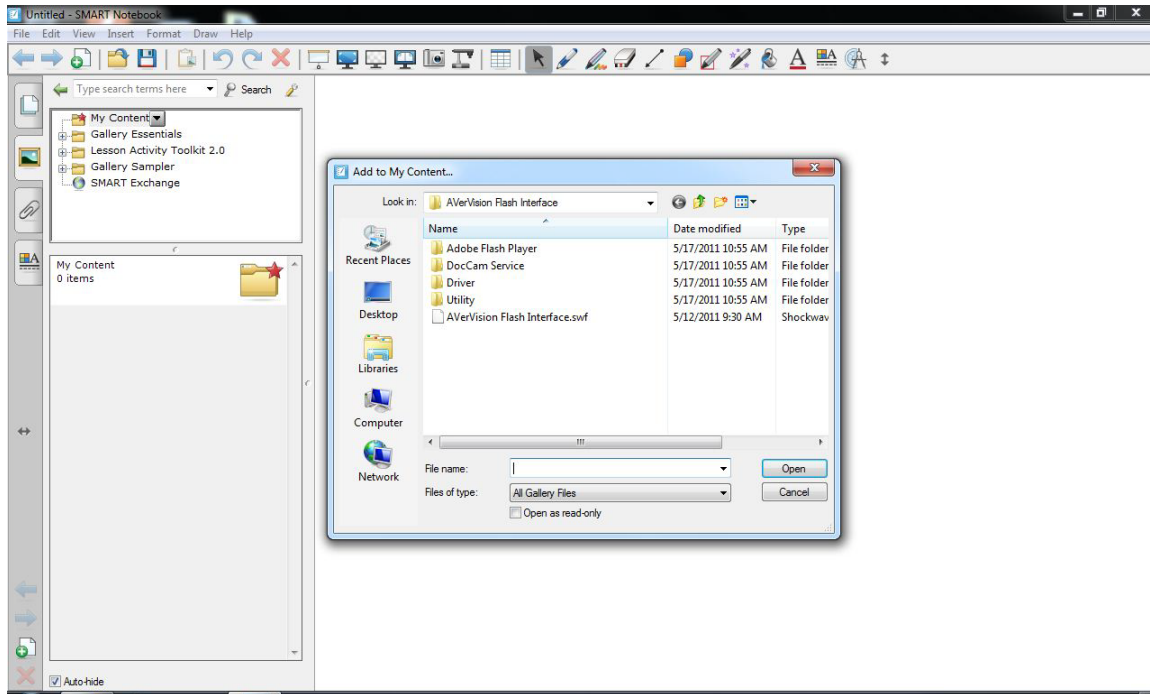 Untitled - SMART Notebook
File Edit View Insert Format Draw Help
Type search terms here Search
My Content
Gallery Essentials
Lesson Activity Toolkit 2.0
Gallery Sampler
SMART Exchange
My Content
0 items
Auto-hide
Add to My Content...
Look in: AVerVision Flash Interface
Recent Places
Desktop
Libraries
Computer
Network
Name Date modified Type
Adobe Flash Player 5/17/2011 10:55 AM File folder
DocCam Service 5/17/2011 10:55 AM File folder
Driver 5/17/2011 10:55 AM File folder
Utility 5/17/2011 10:55 AM File folder
AVerVision Flash Interface.swf 5/12/2011 9:30 AM Shockwav
File name: Open
Files of type: All Gallery Files Cancel
Open as read-only